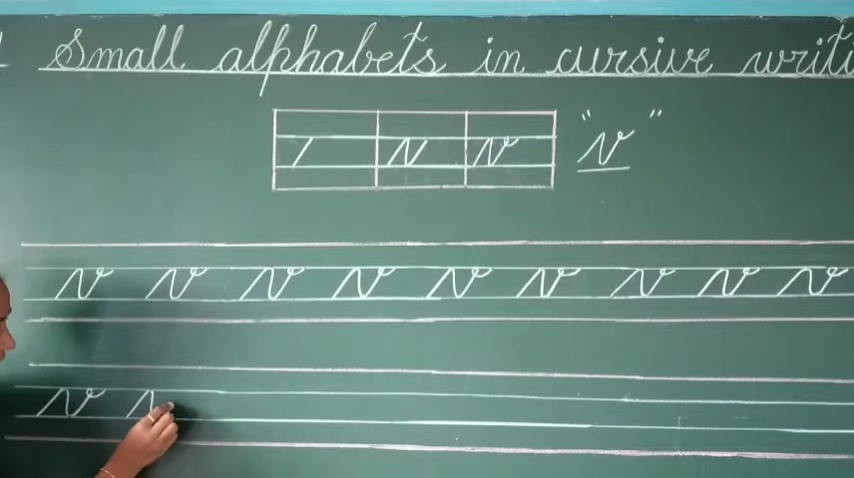 Small alphabets in cursive writi
"v"
v v v v v v v v v
v